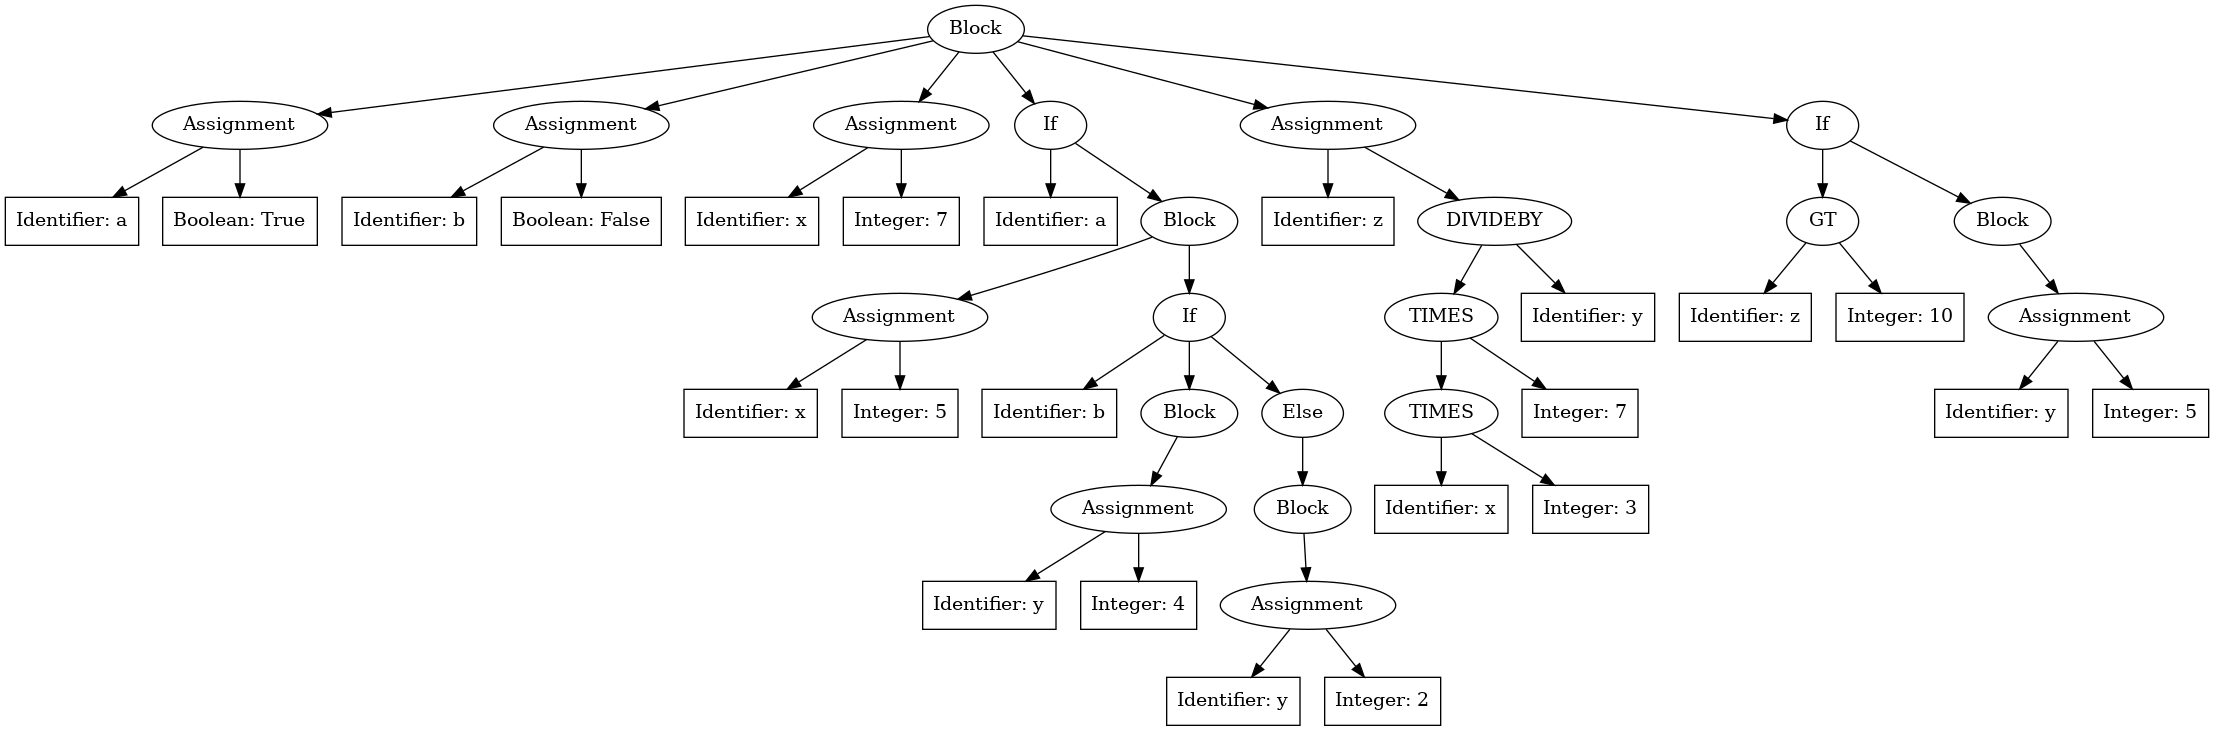 Block
Assignment
Assignment
Assignment
If
Assignment
If
Identifier: a
Boolean: True
Identifier: b
Boolean: False
Identifier: x
Integer: 7
Identifier: a
Block
Identifier: z
DIVIDEBY
GT
Block
Assignment
If
TIMES
Identifier: y
Identifier: z
Integer: 10
Assignment
Identifier: x
Integer: 5
Identifier: b
Block
Else
TIMES
Integer: 7
Identifier: y
Integer: 5
Assignment
Block
Identifier: x
Integer: 3
Identifier: y
Integer: 4
Assignment
Identifier: y
Integer: 2